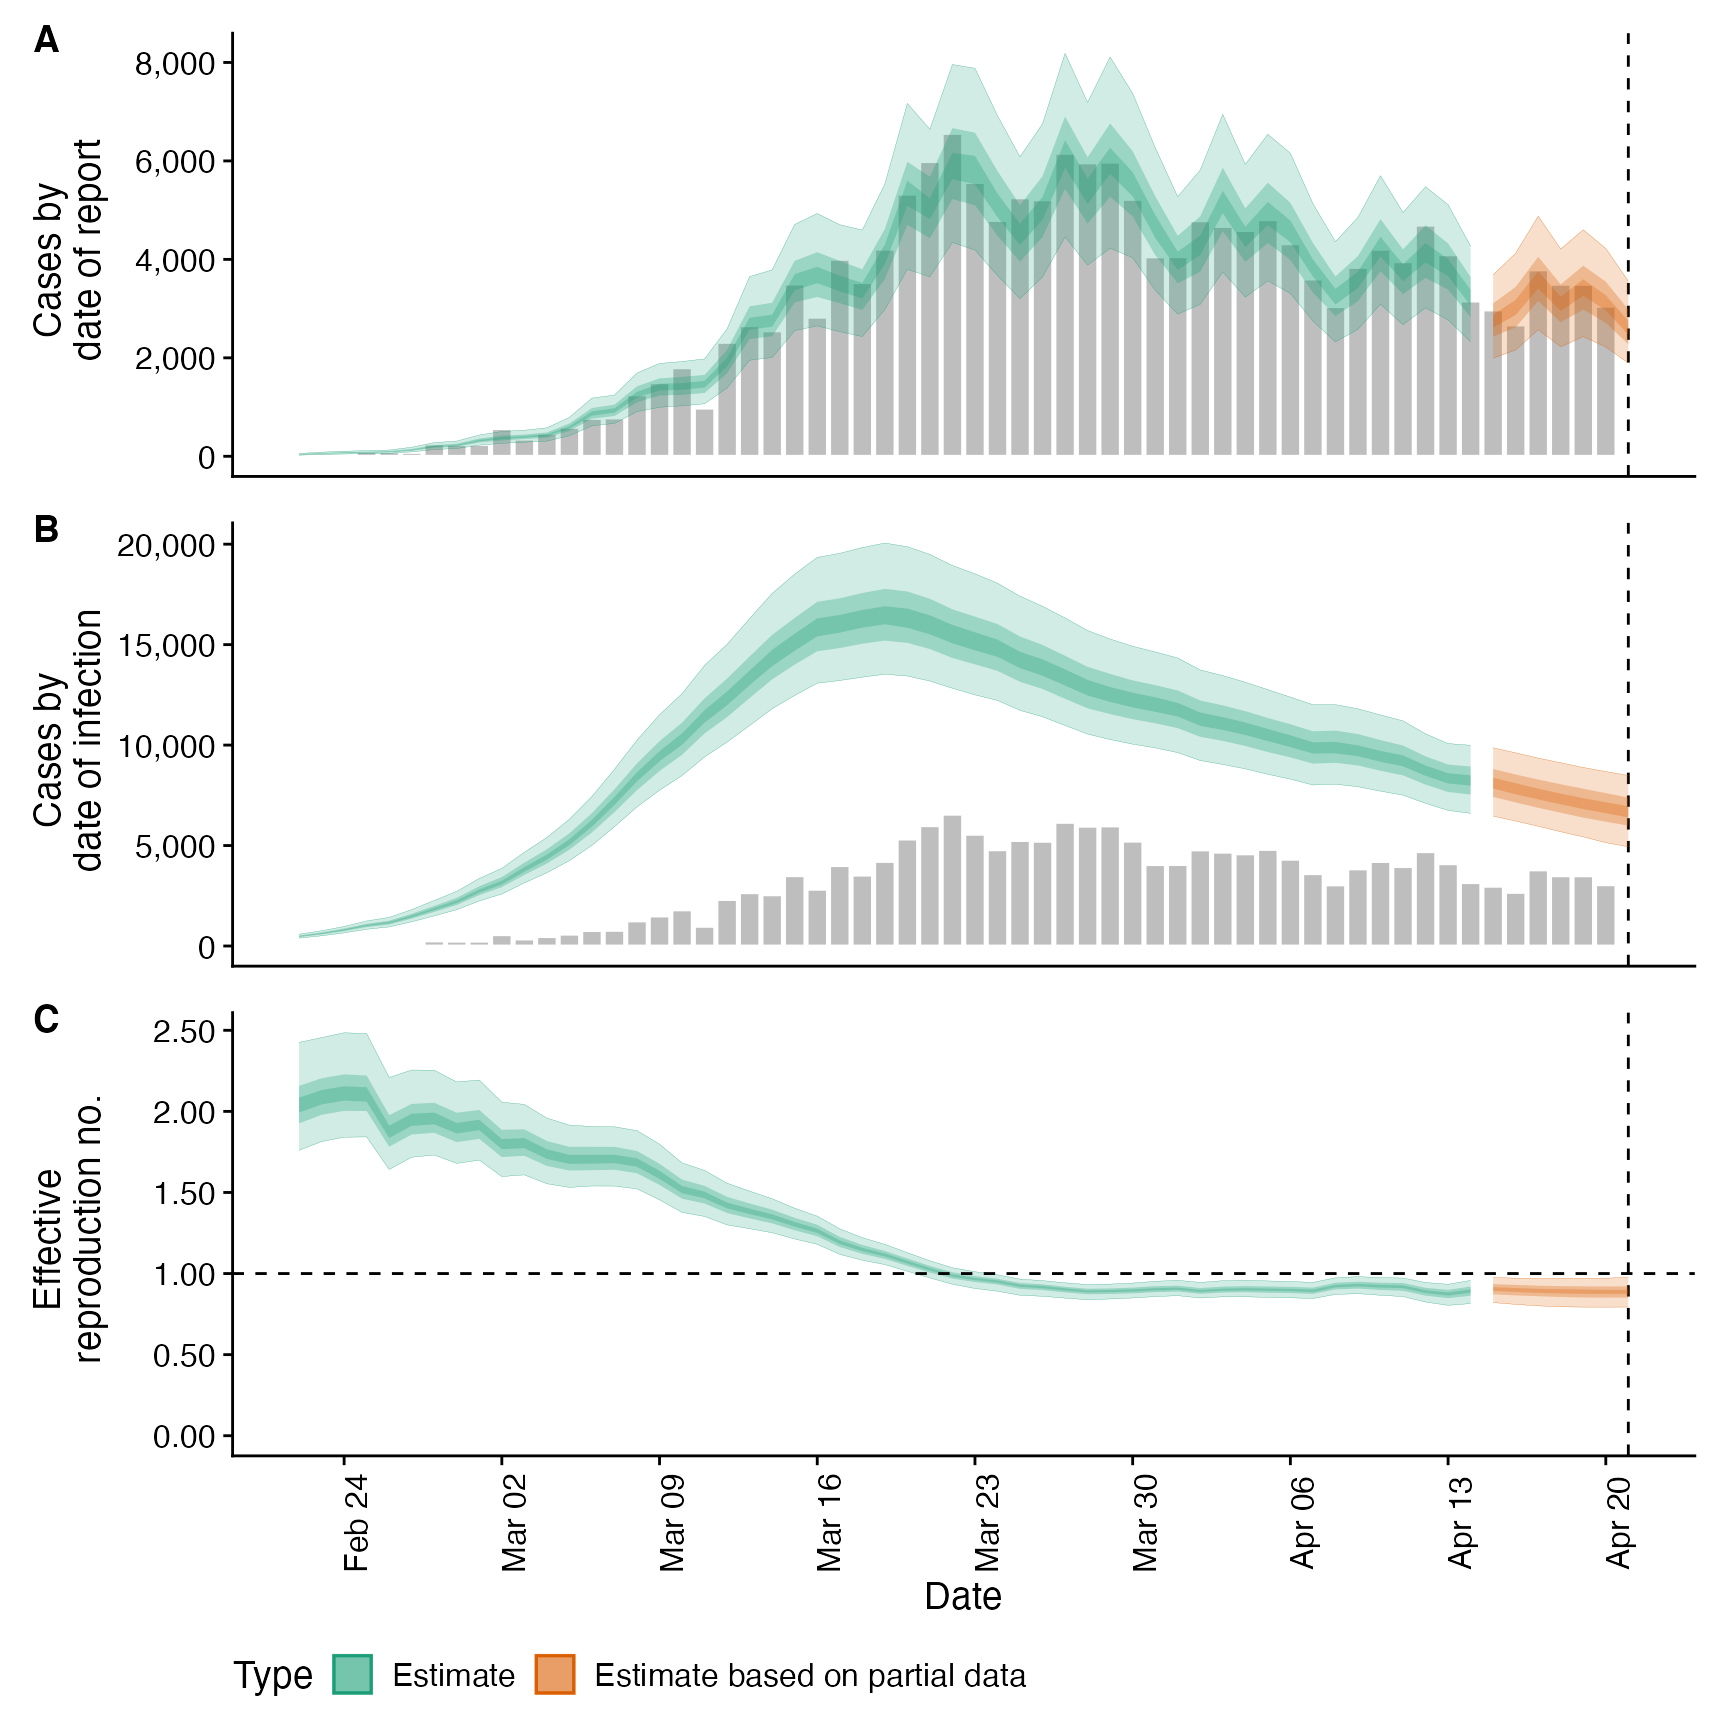 A
8,000
6,000
4,000
2,000
0
Cases by
date of report
B
20,000
15,000
10,000
5,000
0
Cases by
date of infection
C
2.50
2.00
1.50
1.00
0.50
0.00
Effective
reproduction no.
Feb 24
Mar 02
Mar 09
Mar 16
Mar 23
Mar 30
Apr 06
Apr 13
Apr 20
Date
Type
Estimate
Estimate based on partial data